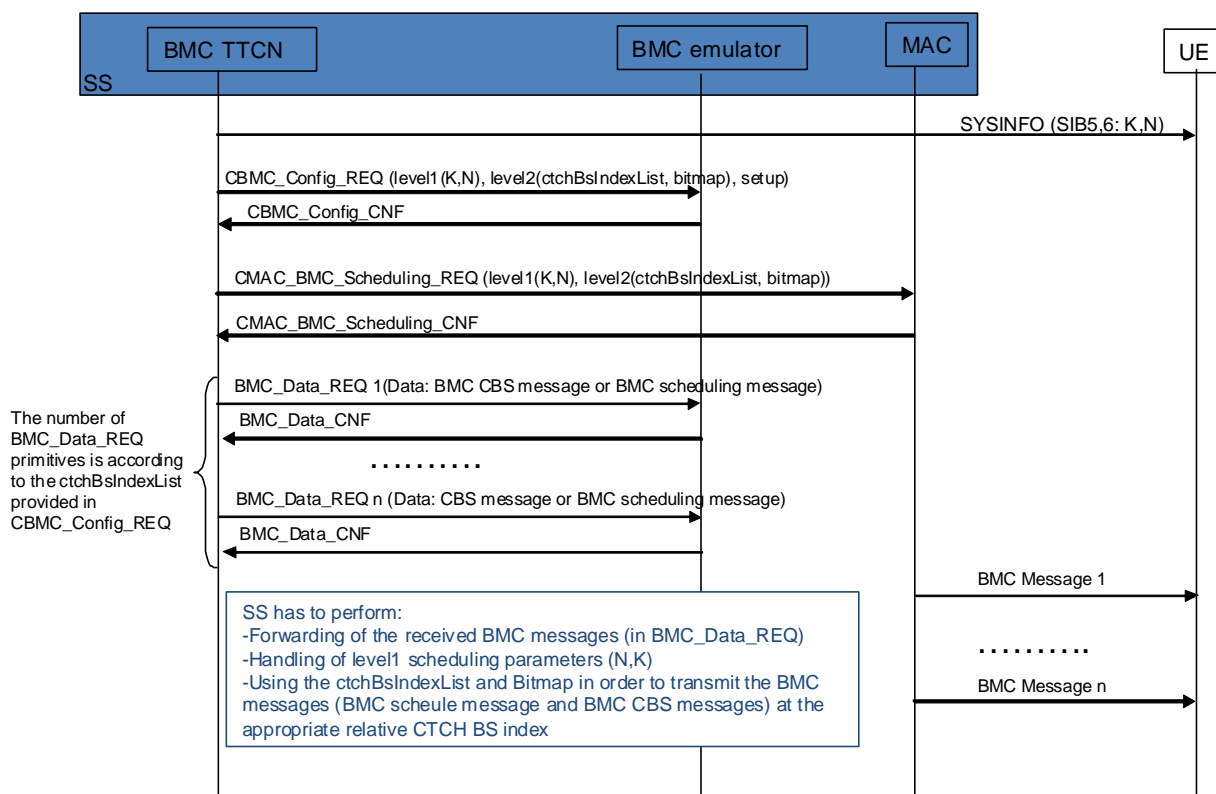 BMC TTCN
BMC emulator
MAC
UE
SS
SYSINFO (SIB5,6: K,N)
CBMC_Config_REQ (level1(K,N), level2(ctchBsIndexList, bitmap), setup)
CBMC_Config_CNF
CMAC_BMC_Scheduling_REQ (level1(K,N), level2(ctchBsIndexList, bitmap))
CMAC_BMC_Scheduling_CNF
BMC_Data_REQ 1(Data: BMC CBS message or BMC scheduling message)
BMC_Data_CNF
..........
BMC_Data_REQ n (Data: CBS message or BMC scheduling message)
BMC_Data_CNF
The number of
BMC_Data_REQ
primitives is according
to the ctchBsIndexList
provided in
CBMC_Config_REQ
BMC Message 1
..........
BMC Message n
SS has to perform:
-Forwarding of the received BMC messages (in BMC_Data_REQ)
-Handling of level1 scheduling parameters (N,K)
-Using the ctchBsIndexList and Bitmap in order to transmit the BMC
messages (BMC scheule message and BMC CBS messages) at the
appropriate relative CTCH BS index